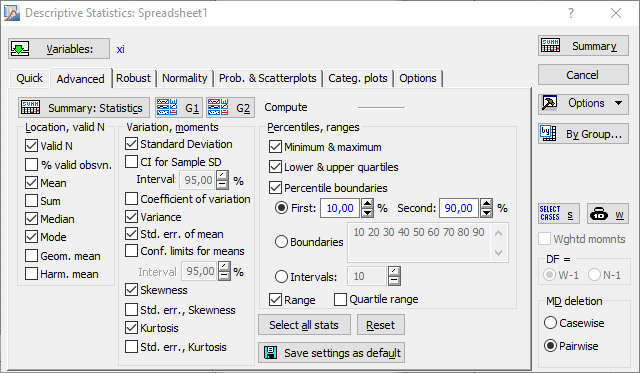 Descriptive Statistics: Spreadsheet1
?
Variables:
xi
Quick
Advanced
Robust
Normality
Prob. & Scatterplots
Categ. plots
Options
SUMM
Summary: Statistics
G1
G2
Compute
Location, valid N
Valid N
% valid obsvn.
Mean
Sum
Median
Mode
Geom. mean
Harm. mean
Variation, moments
Standard Deviation
CI for Sample SD
Interval 95,00 %
Coefficient of variation
Variance
Std. err. of mean
Conf. limits for means
Interval 95,00 %
Skewness
Std. err., Skewness
Kurtosis
Std. err., Kurtosis
Percentiles, ranges
Minimum & maximum
Lower & upper quartiles
Percentile boundaries
First: 10,00 % Second: 90,00 %
Boundaries 10 20 30 40 50 60 70 80 90
Intervals: 10
Range
Quartile range
Select all stats
Reset
Save settings as default
SUMM
Summary
Cancel
Options
By Group...
SELECT CASES S
W
Wghtd momnts
DF =
W-1
N-1
MD deletion
Casewise
Pairwise